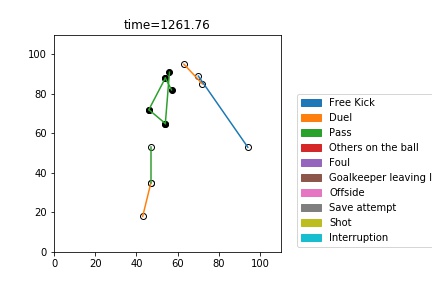 time=1261.76
100
80
60
40
20
0
0 20 40 60 80 100
Free Kick
Duel
Pass
Others on the ball
Foul
Goalkeeper leaving l
Offside
Save attempt
Shot
Interruption